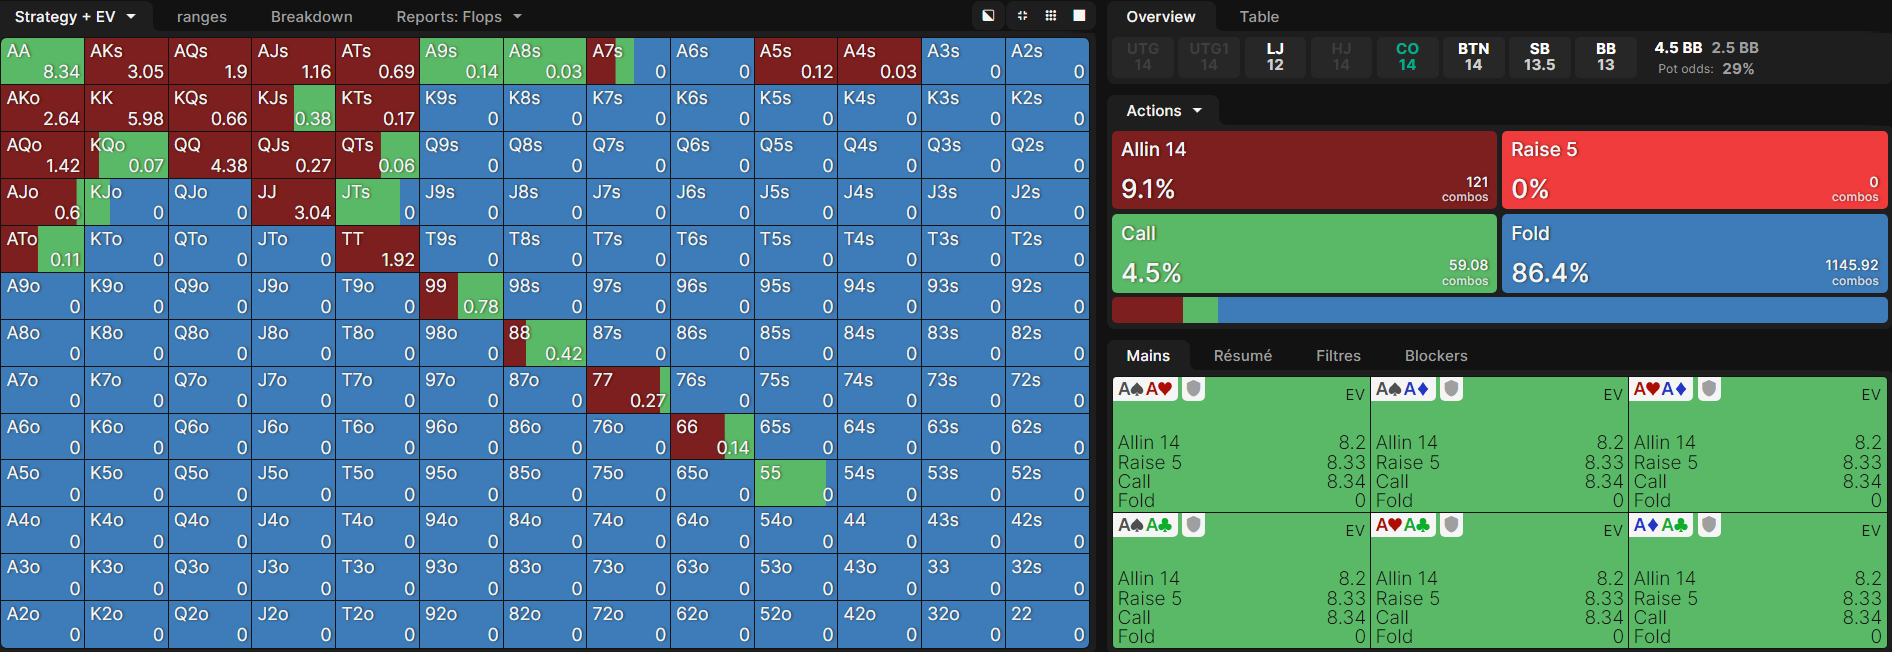 Strategy + EV ranges Breakdown Reports: Flops
AA 8.34 AKs 3.05 AQs 1.9 AJs 1.16 ATs 0.69 A9s 0.14 A8s 0.03 A7s 0 A6s 0 A5s 0.12 A4s 0.03 A3s 0 A2s 0
AKo 2.64 KK 5.98 KQs 0.66 KJs 0.38 KTs 0.17 K9s 0 K8s 0 K7s 0 K6s 0 K5s 0 K4s 0 K3s 0 K2s 0
AQo 1.42 KQo 0.07 QQ 4.38 QJs 0.27 QTs 0.06 Q9s 0 Q8s 0 Q7s 0 Q6s 0 Q5s 0 Q4s 0 Q3s 0 Q2s 0
AJo 0.6 KJo 0 QJo 0 JJ 3.04 JTs 0 J9s 0 J8s 0 J7s 0 J6s 0 J5s 0 J4s 0 J3s 0 J2s 0
ATo 0.11 KTo 0 QTo 0 JTo 0 TT 1.92 T9s 0 T8s 0 T7s 0 T6s 0 T5s 0 T4s 0 T3s 0 T2s 0
A9o 0 K9o 0 Q9o 0 J9o 0 T9o 0 99 0.78 98s 0 97s 0 96s 0 95s 0 94s 0 93s 0 92s 0
A8o 0 K8o 0 Q8o 0 J8o 0 T8o 0 98o 0 88 0.42 87s 0 86s 0 85s 0 84s 0 83s 0 82s 0
A7o 0 K7o 0 Q7o 0 J7o 0 T7o 0 97o 0 87o 0 77 0.27 76s 0 75s 0 74s 0 73s 0 72s 0
A6o 0 K6o 0 Q6o 0 J6o 0 T6o 0 96o 0 86o 0 76o 0 66 0.14 65s 0 64s 0 63s 0 62s 0
A5o 0 K5o 0 Q5o 0 J5o 0 T5o 0 95o 0 85o 0 75o 0 65o 0 55 0 54s 0 53s 0 52s 0
A4o 0 K4o 0 Q4o 0 J4o 0 T4o 0 94o 0 84o 0 74o 0 64o 0 54o 0 44 0 43s 0 42s 0
A3o 0 K3o 0 Q3o 0 J3o 0 T3o 0 93o 0 83o 0 73o 0 63o 0 53o 0 43o 0 33 0 32s 0
A2o 0 K2o 0 Q2o 0 J2o 0 T2o 0 92o 0 82o 0 72o 0 62o 0 52o 0 42o 0 32o 0 22 0
Overview Table
UTG UTG1 LJ HJ CO BTN SB BB 4.5 BB 2.5 BB
14 14 12 14 14 14 13.5 13 Pot odds: 29%
Actions
Allin 14 Raise 5
9.1% 121 combos 0% 0 combos
Call Fold
4.5% 59.08 combos 86.4% 1145.92 combos
Mains Résumé Filtres Blockers
A♠A♥ EV A♠A♦ EV A♥A♦ EV
Allin 14 8.2 Allin 14 8.2 Allin 14 8.2
Raise 5 8.33 Raise 5 8.33 Raise 5 8.33
Call 8.34 Call 8.34 Call 8.34
Fold 0 Fold 0 Fold 0
A♠A♣ EV A♥A♣ EV A♦A♣ EV
Allin 14 8.2 Allin 14 8.2 Allin 14 8.2
Raise 5 8.33 Raise 5 8.33 Raise 5 8.33
Call 8.34 Call 8.34 Call 8.34
Fold 0 Fold 0 Fold 0